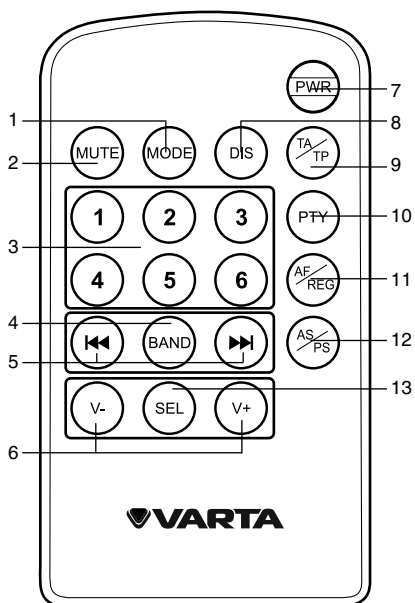 PWR
7
1
8
2
MUTE
MODE
DIS
TA/TP
9
3
1
2
3
PTY
10
4
5
6
AF/REG
11
4
5
BAND
AS/PS
12
13
6
V-
SEL
V+
VARTA